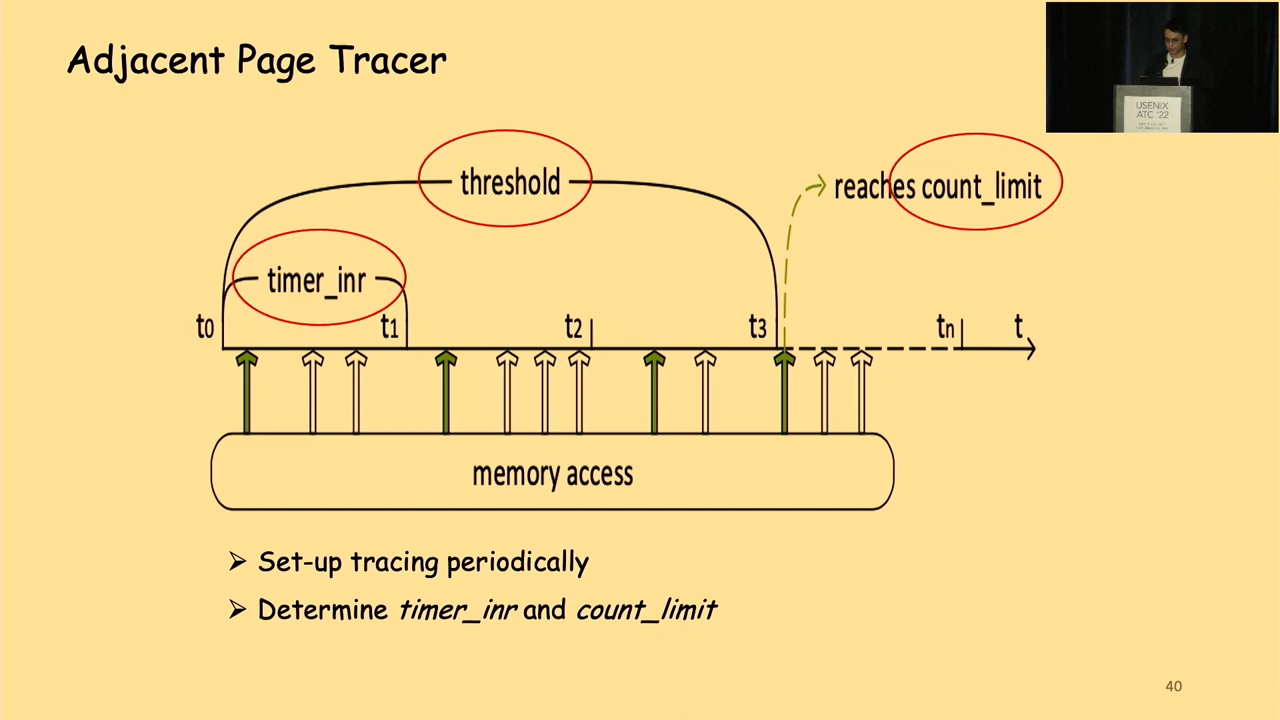 Adjacent Page Tracer
USENIX
ATC '22
threshold
reaches count_limit
timer_inr
t0
t1
t2
t3
tn
t
memory access
➢ Set-up tracing periodically
➢ Determine timer_inr and count_limit
40